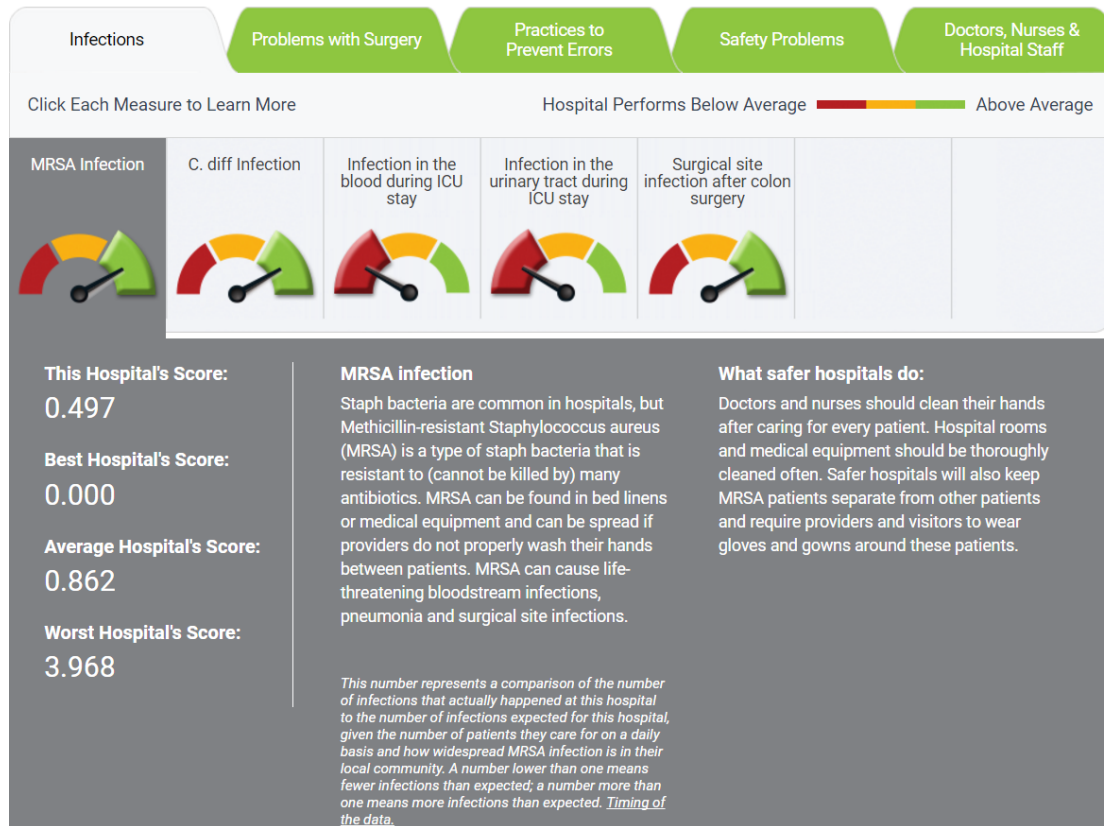 Infections
Problems with Surgery
Practices to
Prevent Errors
Safety Problems
Doctors, Nurses &
Hospital Staff
Click Each Measure to Learn More
Hospital Performs Below Average
Above Average
MRSA Infection
C. diff Infection
Infection in the
blood during ICU
stay
Infection in the
urinary tract during
ICU stay
Surgical site
infection after colon
surgery
This Hospital's Score:
0.497
Best Hospital's Score:
0.000
Average Hospital's Score:
0.862
Worst Hospital's Score:
3.968
MRSA infection
Staph bacteria are common in hospitals, but
Methicillin-resistant Staphylococcus aureus
(MRSA) is a type of staph bacteria that is
resistant to (cannot be killed by) many
antibiotics. MRSA can be found in bed linens
or medical equipment and can be spread if
providers do not properly wash their hands
between patients. MRSA can cause life-
threatening bloodstream infections,
pneumonia and surgical site infections.
This number represents a comparison of the number
of infections that actually happened at this hospital
to the number of infections expected for this hospital,
given the number of patients they care for on a daily
basis and how widespread MRSA infection is in their
local community. A number lower than one means
fewer infections than expected; a number more than
one means more infections than expected. Timing of
the data.
What safer hospitals do:
Doctors and nurses should clean their hands
after caring for every patient. Hospital rooms
and medical equipment should be thoroughly
cleaned often. Safer hospitals will also keep
MRSA patients separate from other patients
and require providers and visitors to wear
gloves and gowns around these patients.